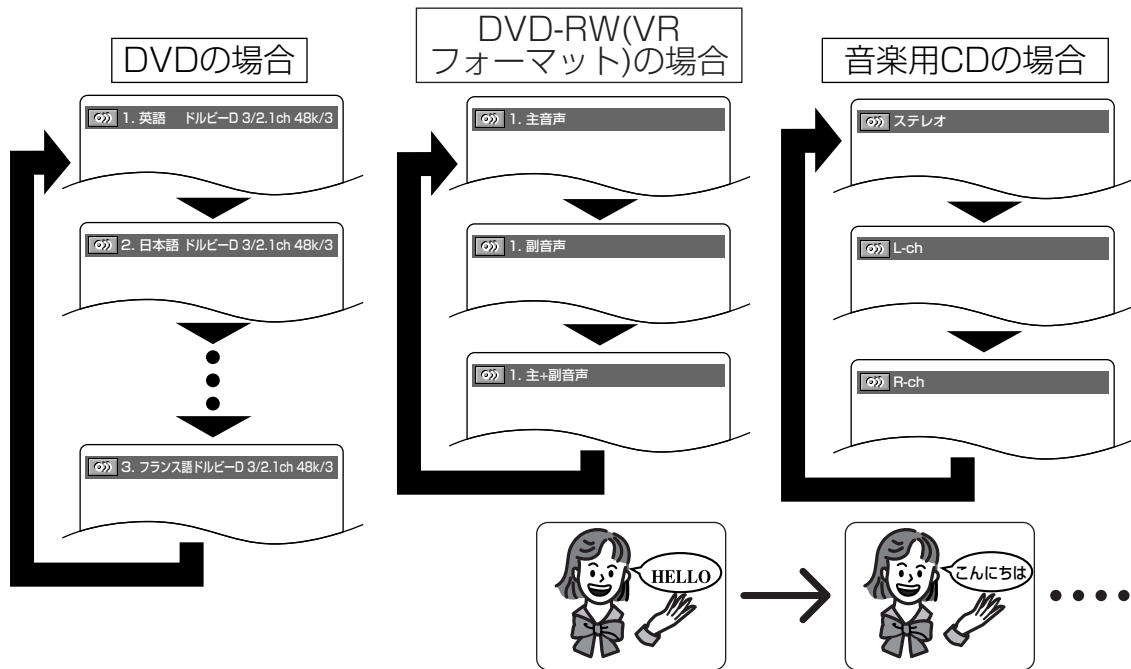 DVDの場合
1. 英語 ドルビーD 3/2.1ch 48k/3
2. 日本語 ドルビーD 3/2.1ch 48k/3
3. フランス語ドルビーD 3/2.1ch 48k/3
DVD-RW(VR
フォーマット)の場合
1. 主音声
1. 副音声
1. 主+副音声
音楽用CDの場合
ステレオ
L-ch
R-ch
HELLO
こんにちは